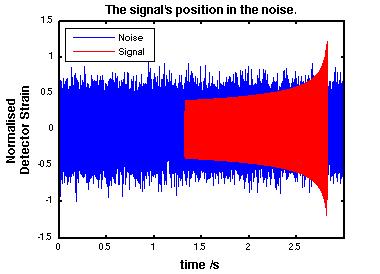 The signal's position in the noise.
Noise
Signal
Normalised
Detector Strain
1.5
1
0.5
0
-0.5
-1
-1.5
0
0.5
1
1.5
2
2.5
time /s